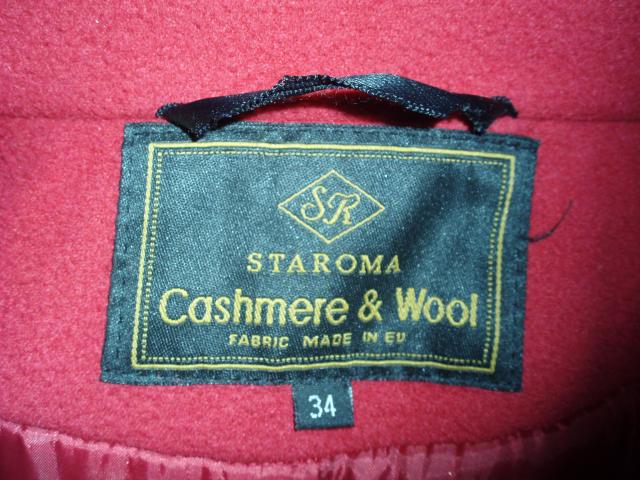 SR
STAROMA
Cashmere & Wool
FABRIC MADE IN EU
34